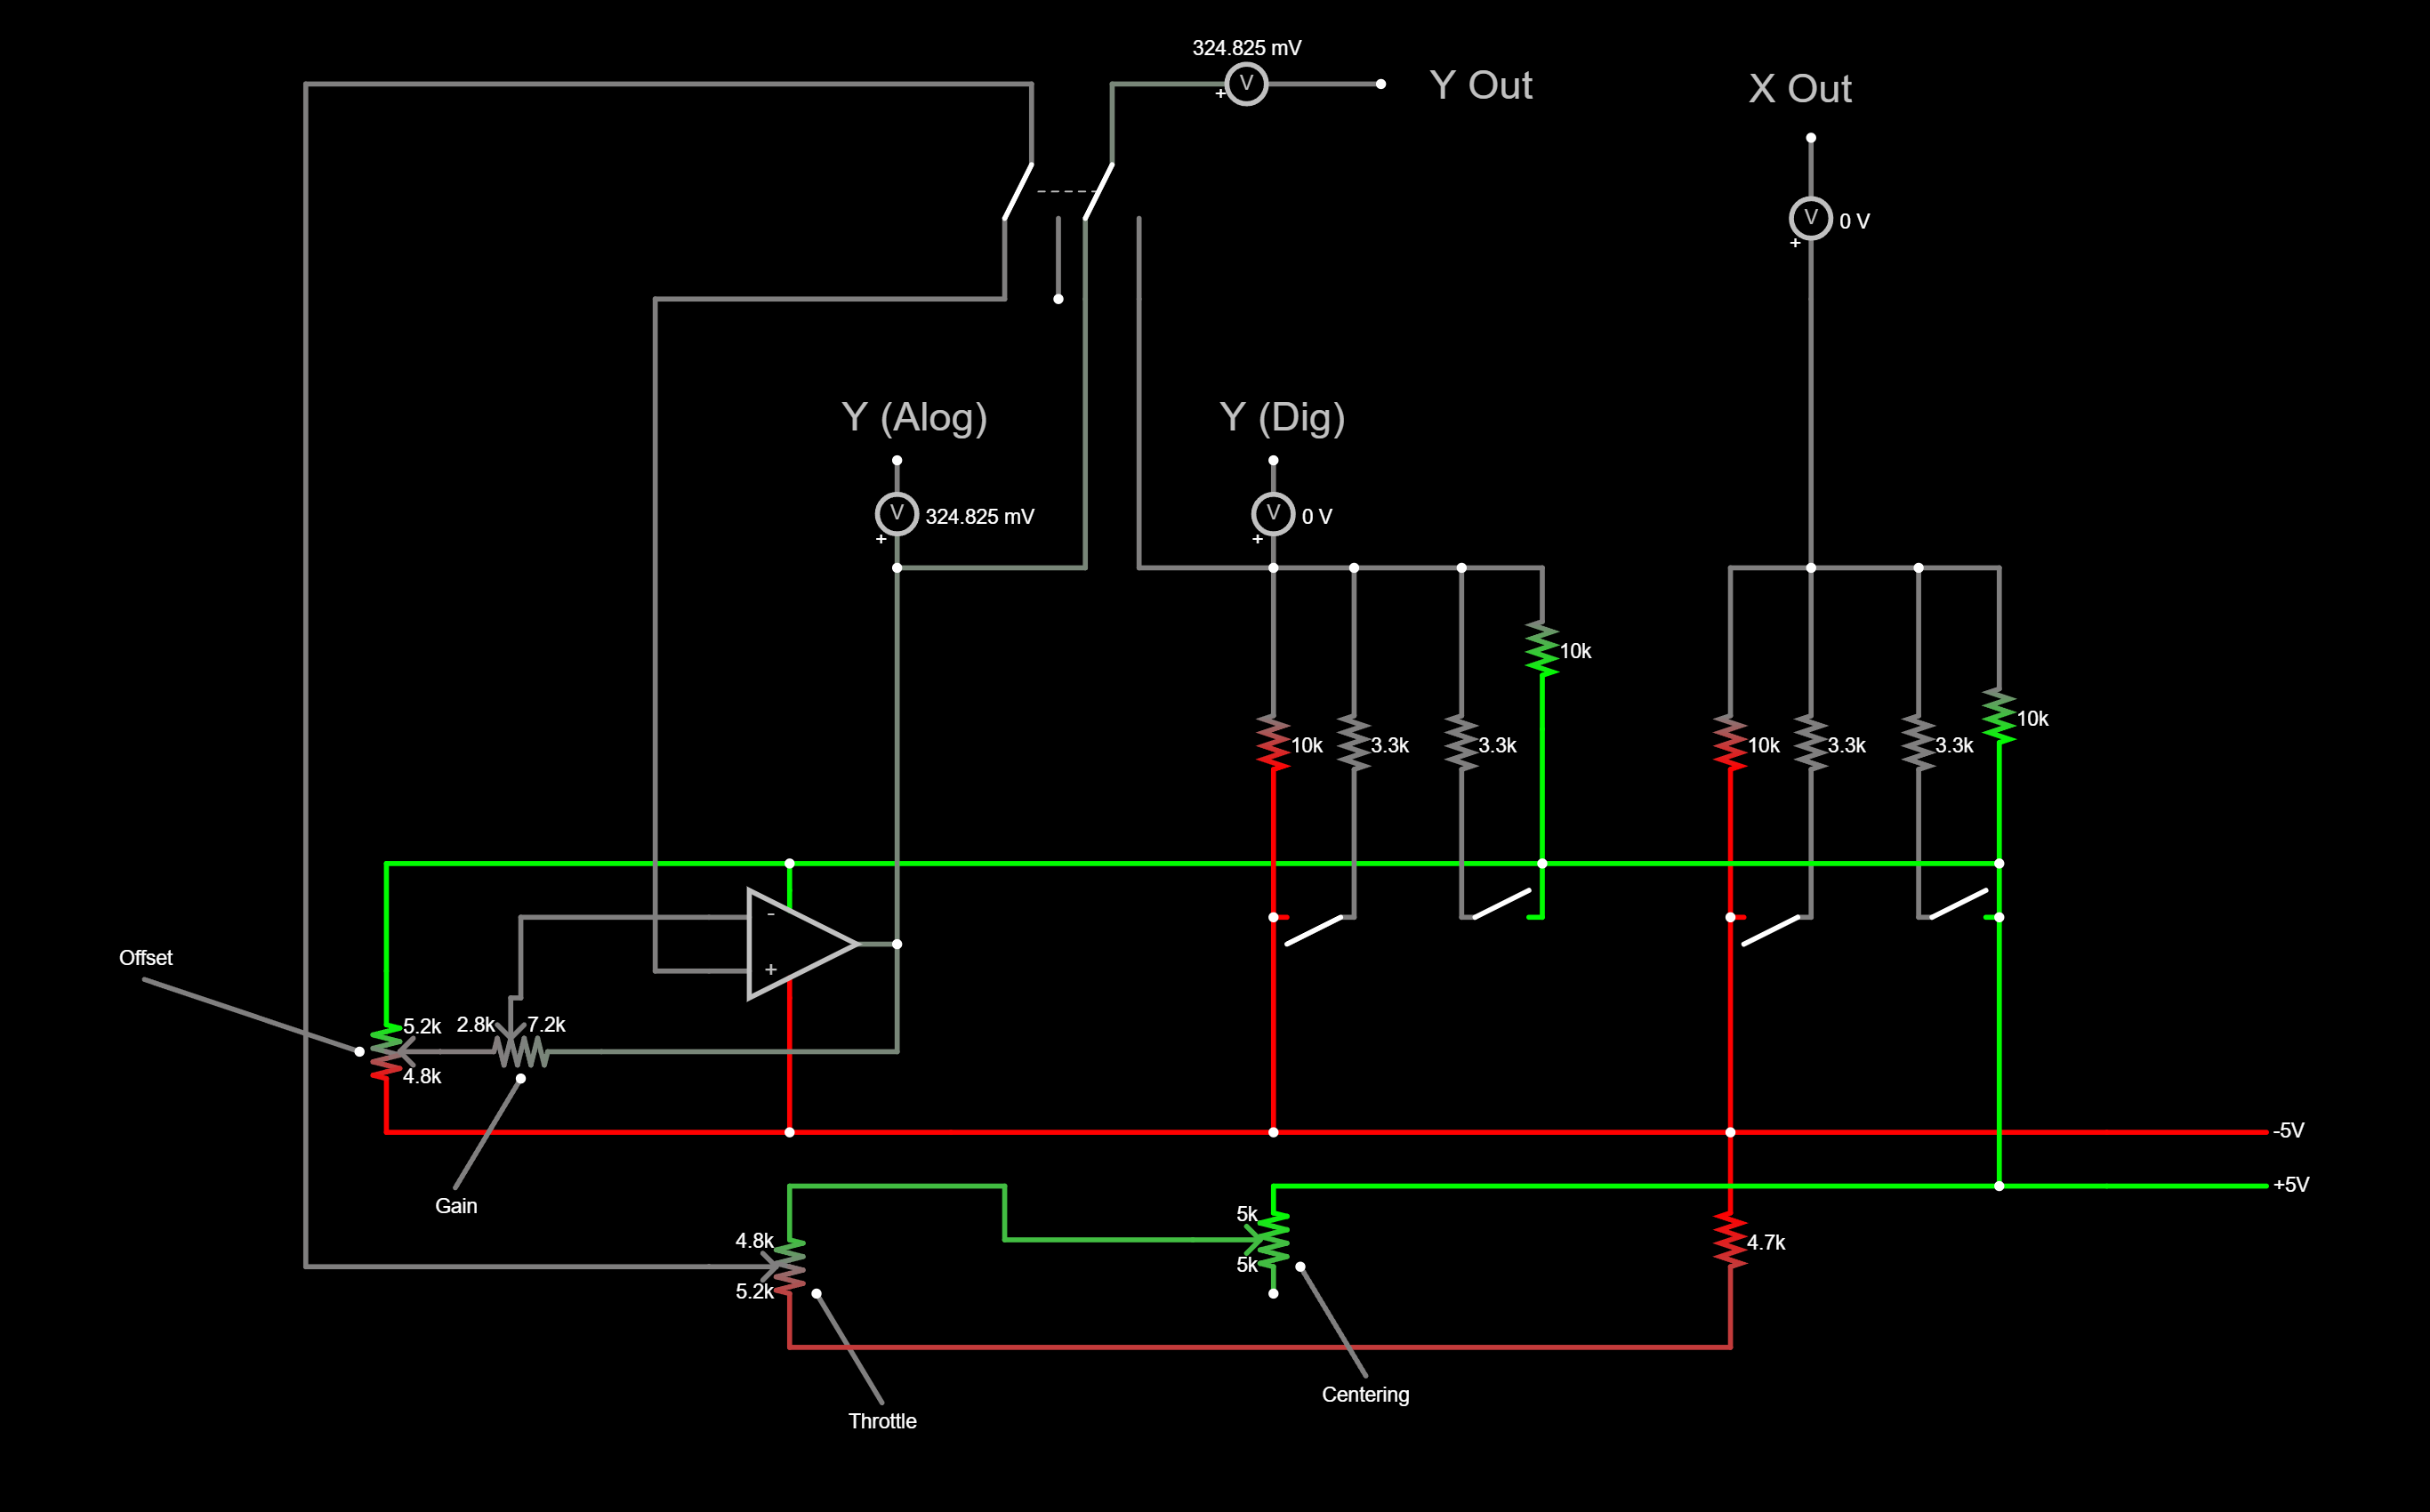 324.825 mV
V
+
Y Out
X Out
V
0 V
+
Y (Alog)
Y (Dig)
V
324.825 mV
+
V
0 V
+
10k
10k
10k
3.3k
3.3k
10k
3.3k
3.3k
-
+
Offset
5.2k
2.8k
7.2k
4.8k
Gain
-5V
+5V
4.8k
5.2k
5k
5k
4.7k
Centering
Throttle